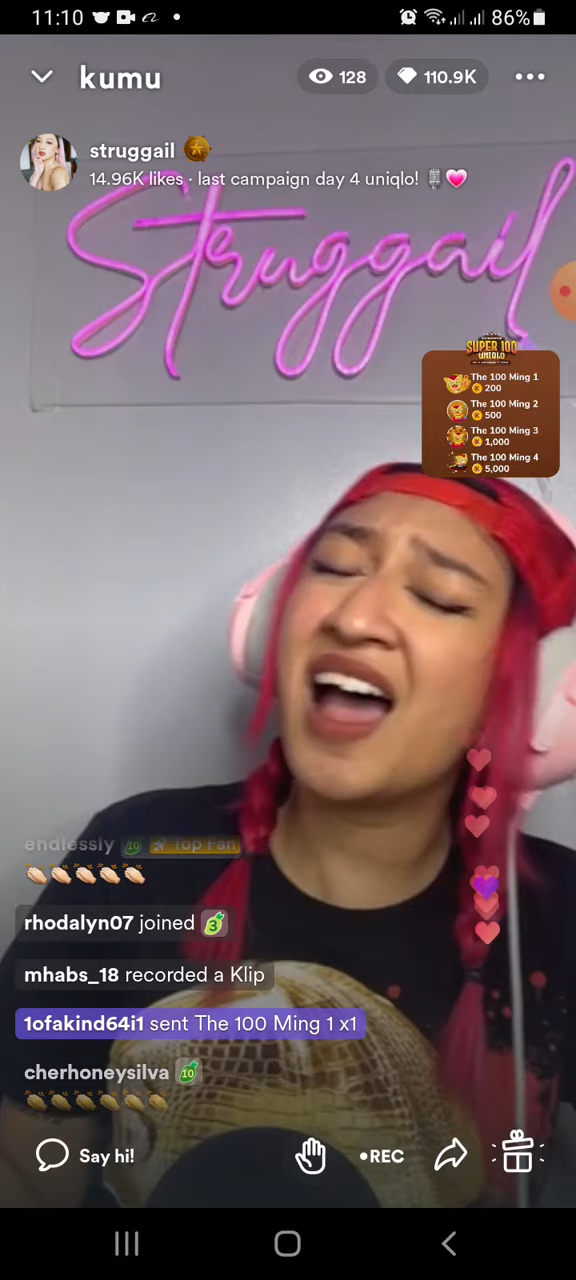 11:10
86%
kumu
128
110.9K
struggail
14.96K likes · last campaign day 4 uniqlo!
Struggail
SUPER 100
UNTOLD
The 100 Ming 1
200
The 100 Ming 2
500
The 100 Ming 3
1,000
The 100 Ming 4
5,000
endlessly 10 Top Fan
rhodalyn07 joined 3
mhabs_18 recorded a Klip
1ofakind64i1 sent The 100 Ming 1 x1
cherhoneysilva 10
Say hi!
•REC